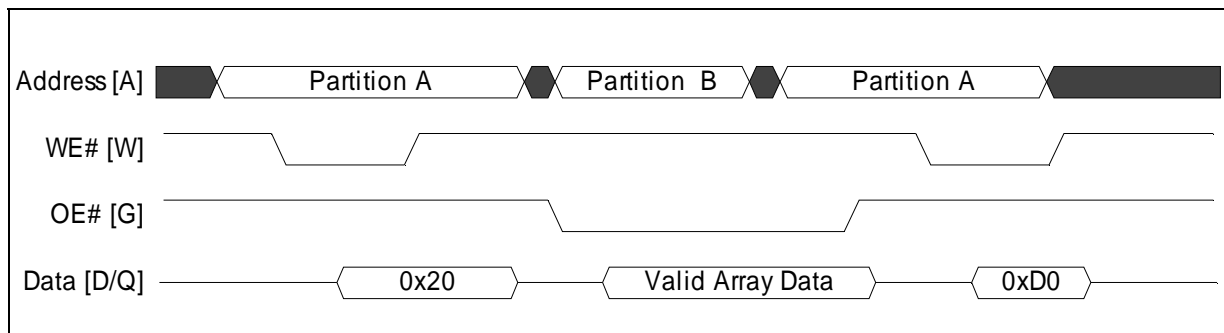 Address [A] Partition A Partition B Partition A
WE# [W]
OE# [G]
Data [D/Q] 0x20 Valid Array Data 0xD0